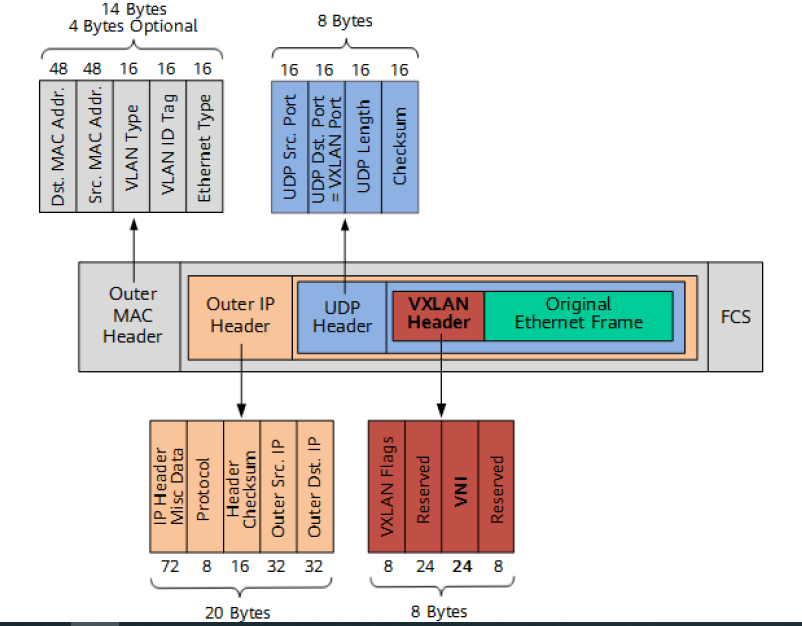 14 Bytes
4 Bytes Optional
8 Bytes
48 48 16 16 16
16 16 16 16
Dst. MAC Addr.
Src. MAC Addr.
VLAN Type
VLAN ID Tag
Ethernet Type
UDP Src. Port
UDP Dst. Port
= VXLAN Port
UDP Length
Checksum
Outer
MAC
Header
Outer IP
Header
UDP
Header
VXLAN
Header
Original
Ethernet Frame
FCS
IP Header
Misc Data
Protocol
Header
Checksum
Outer Src. IP
Outer Dst. IP
VXLAN Flags
Reserved
VNI
Reserved
72 8 16 32 32
8 24 24 8
20 Bytes
8 Bytes